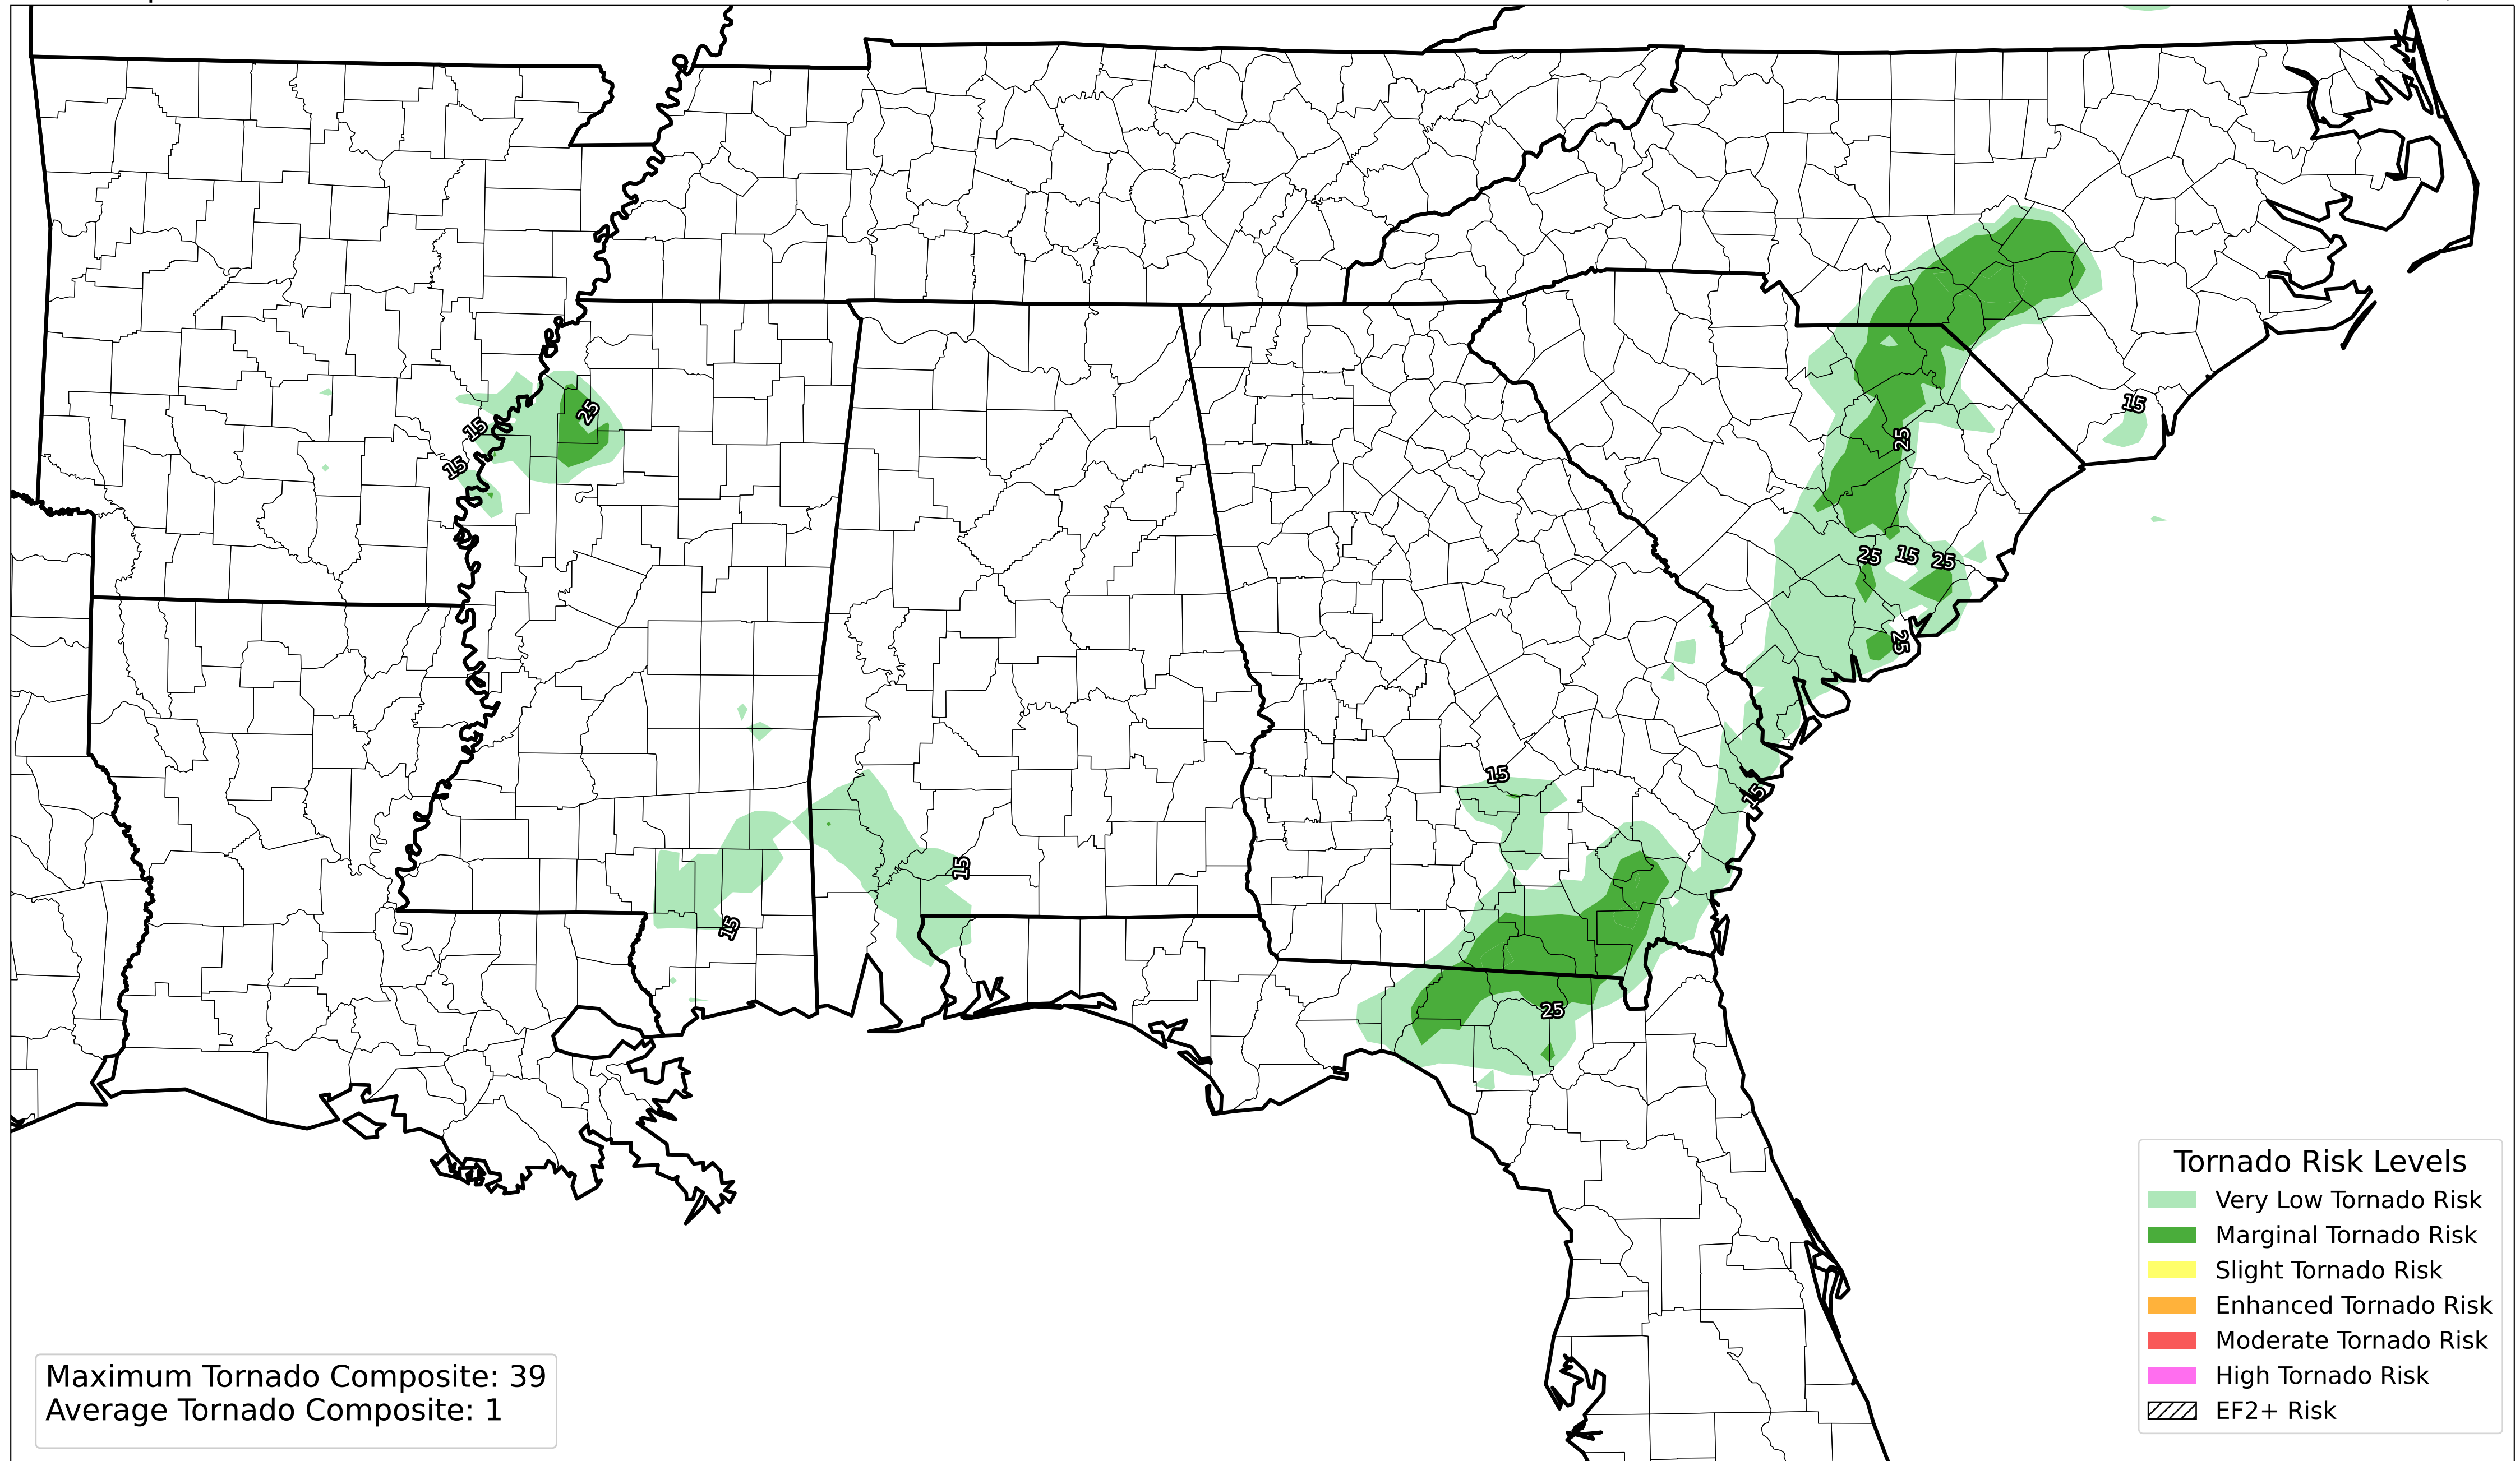 15
25
15
25
15
25
15
25
25
15
15
15
15
25
Tornado Risk Levels
Very Low Tornado Risk
Marginal Tornado Risk
Slight Tornado Risk
Enhanced Tornado Risk
Moderate Tornado Risk
High Tornado Risk
EF2+ Risk
Maximum Tornado Composite: 39
Average Tornado Composite: 1